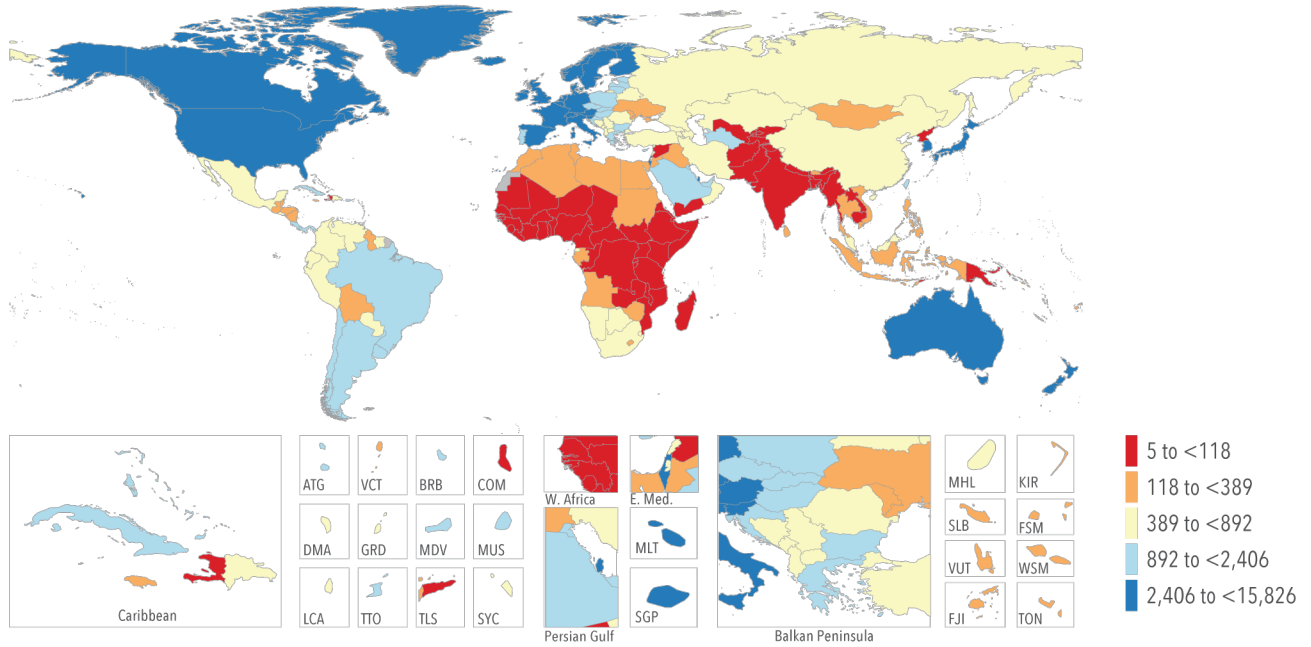 ATG
VCT
BRB
COM
DMA
GRD
MDV
MUS
LCA
TTO
TLS
SYC
Caribbean
W. Africa
E. Med.
MLT
SGP
Persian Gulf
Balkan Peninsula
MHL
KIR
SLB
FSM
VUT
WSM
FJI
TON
5 to <118
118 to <389
389 to <892
892 to <2,406
2,406 to <15,826